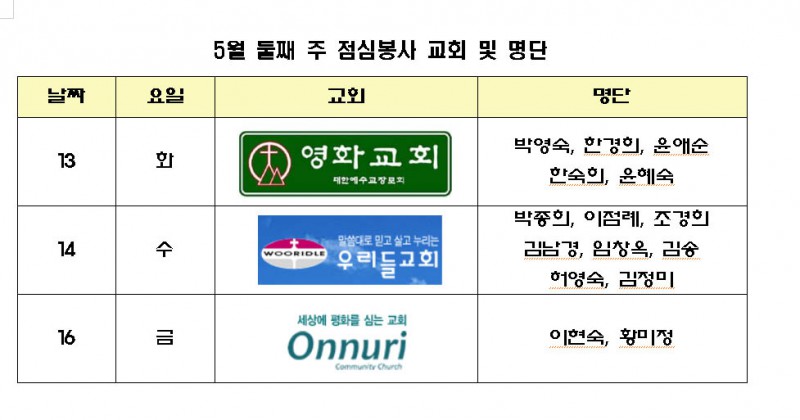 5월 둘째 주 점심봉사 교회 및 명단
날짜 요일 교회 명단
13 화 영화교회 대한예수교장로회 박영숙, 한경희, 윤애순
한숙희, 윤혜숙
14 수 WOORIDLE 말씀대로 믿고 살고 누리는 우리들교회 박종희, 이점례, 조경희
김남경, 임창옥, 김송
허영숙, 김정미
16 금 세상에 평화를 심는 교회 Onnuri Community Church 이현숙, 황미정